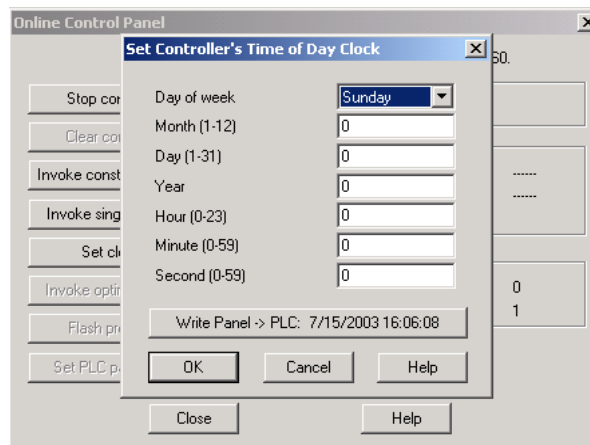 Online Control Panel
Set Controller's Time of Day Clock
60.
Stop con
Day of week Sunday
Month (1-12) 0
Clear con
Day (1-31) 0
Invoke const
Year 0
Invoke sing
Hour (0-23) 0
Set cl
Minute (0-59) 0
Second (0-59) 0
Invoke optin
0
1
Write Panel -> PLC: 7/15/2003 16:06:08
Flash pr
Set PLC p
OK Cancel Help
Close Help